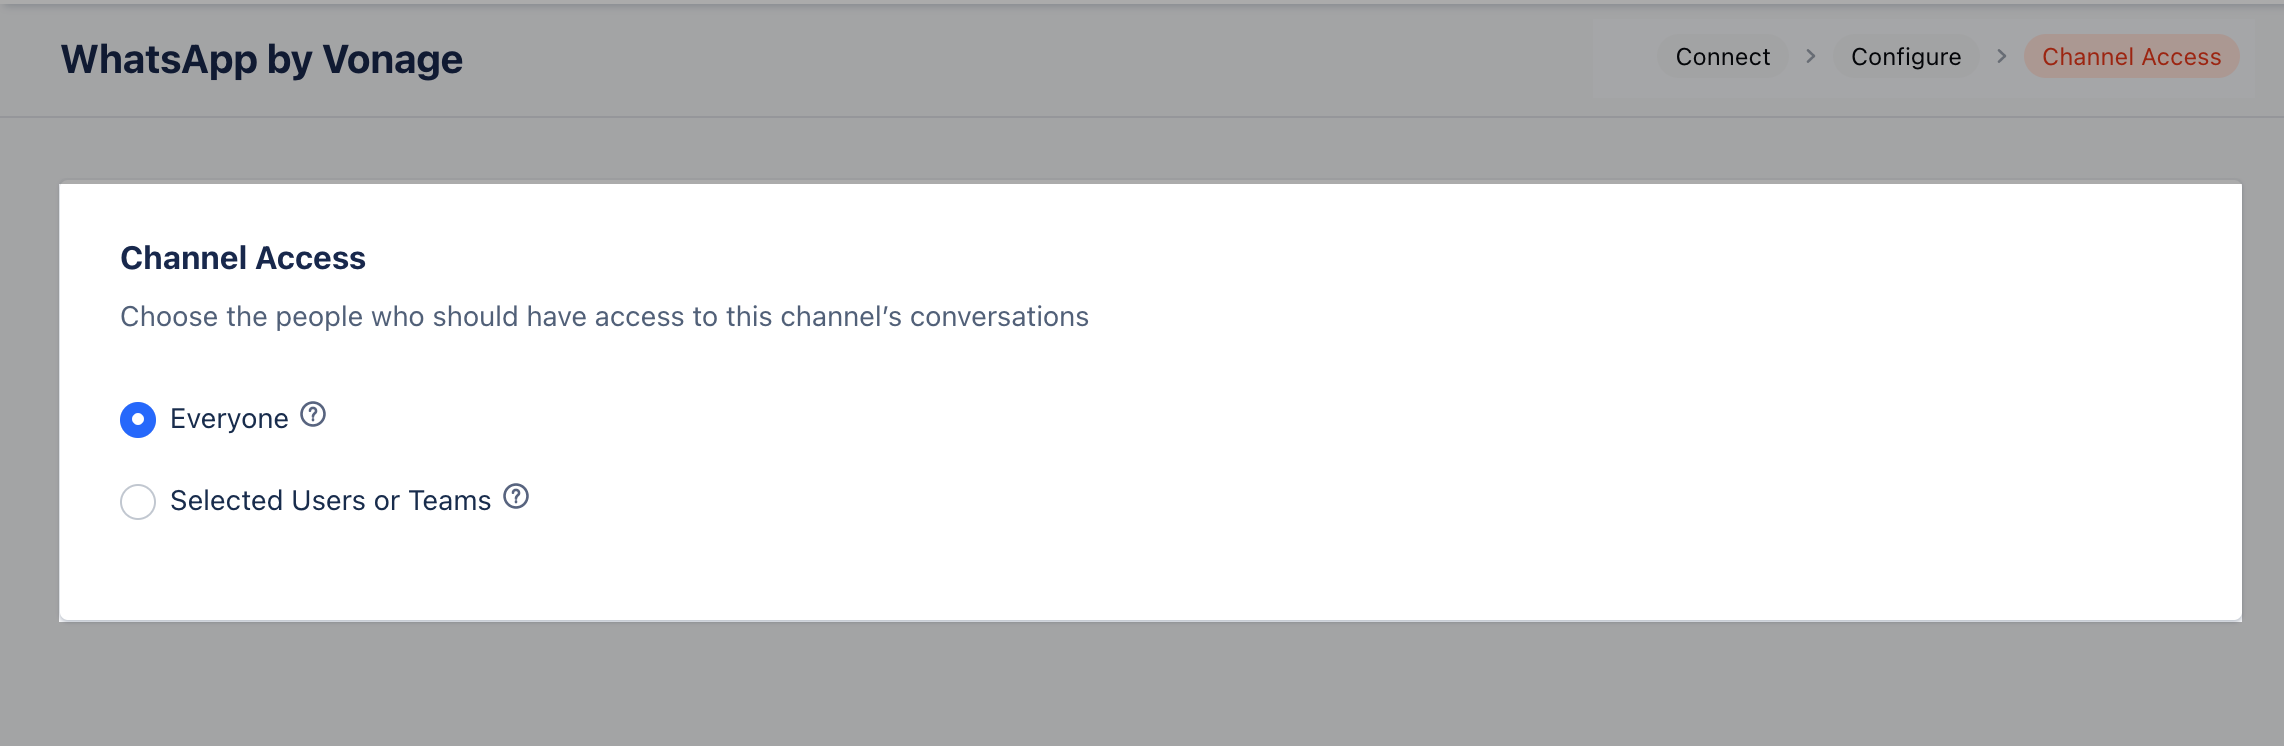 WhatsApp by Vonage
Connect > Configure > Channel Access
Channel Access
Choose the people who should have access to this channel’s conversations
Everyone ?
Selected Users or Teams ?